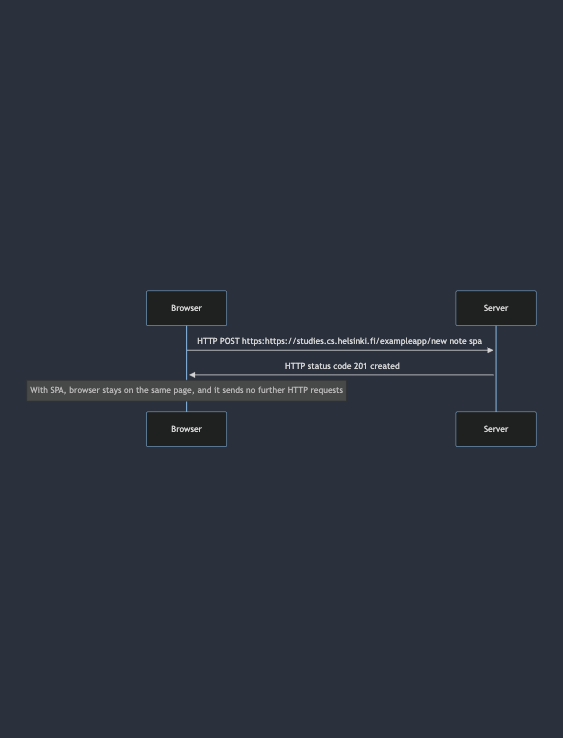 Browser
Server
HTTP POST https:https://studies.cs.helsinki.fi/exampleapp/new note spa
HTTP status code 201 created
With SPA, browser stays on the same page, and it sends no further HTTP requests
Browser
Server